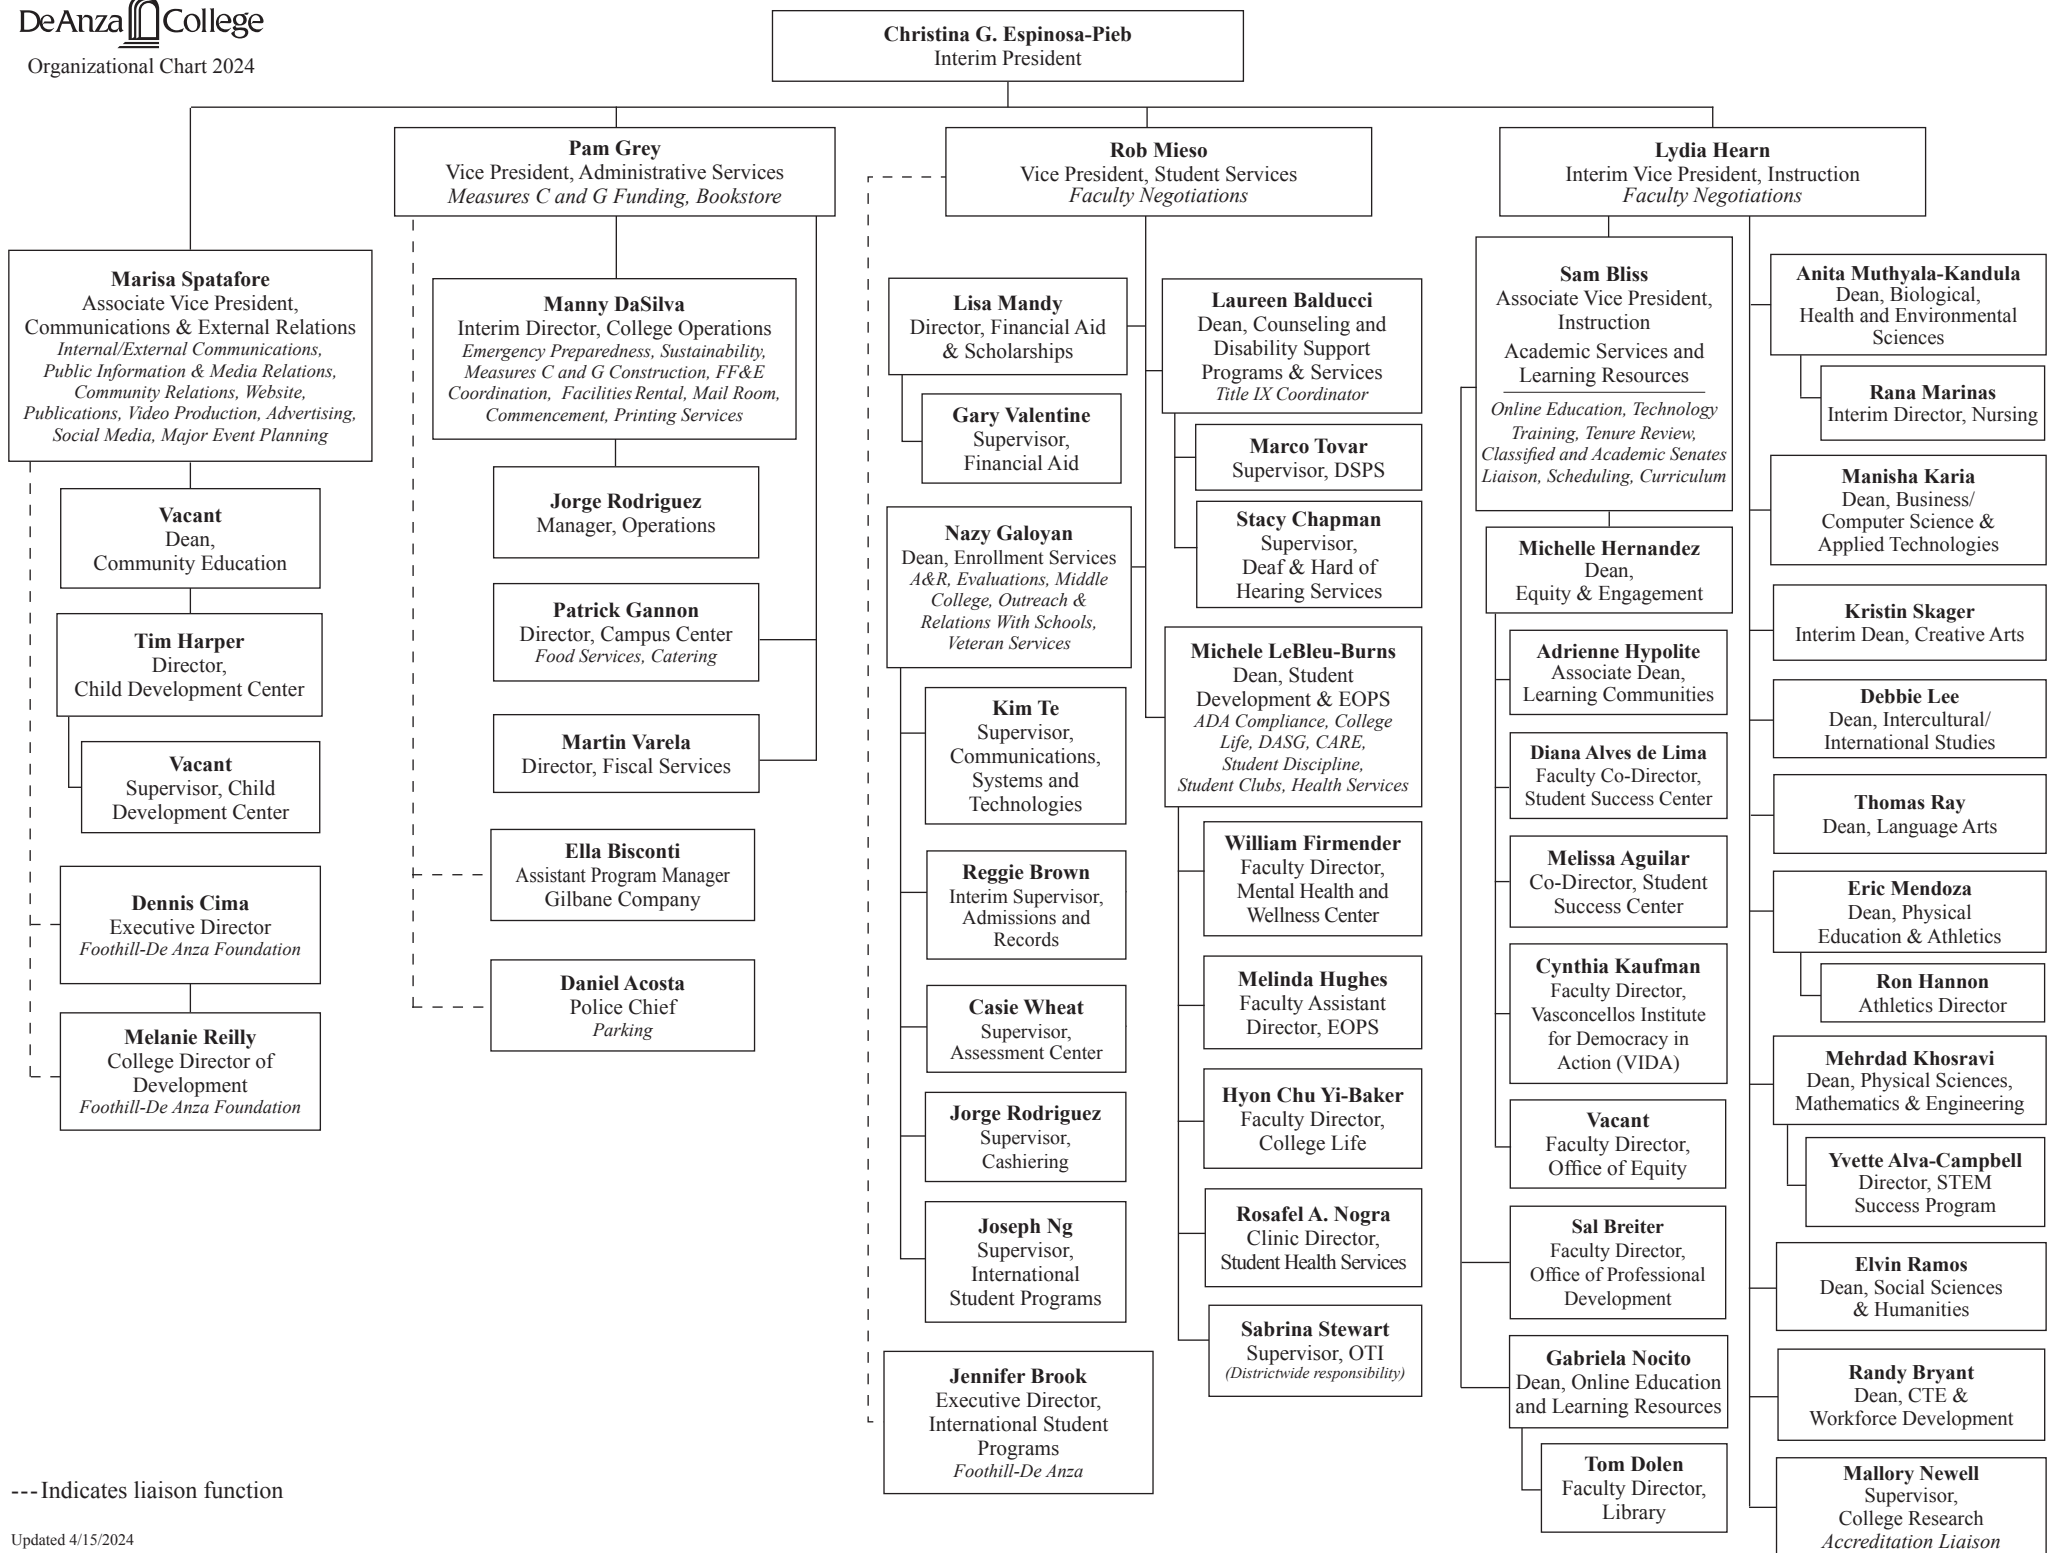 DeAnza College
Organizational Chart 2024
Christina G. Espinosa-Pieb
Interim President
Marisa Spatafore
Associate Vice President,
Communications & External Relations
Internal/External Communications,
Public Information & Media Relations,
Community Relations, Website,
Publications, Video Production, Advertising,
Social Media, Major Event Planning
Vacant
Dean,
Community Education
Tim Harper
Director,
Child Development Center
Vacant
Supervisor, Child
Development Center
Dennis Cima
Executive Director
Foothill-De Anza Foundation
Melanie Reilly
College Director of
Development
Foothill-De Anza Foundation
Pam Grey
Vice President, Administrative Services
Measures C and G Funding, Bookstore
Manny DaSilva
Interim Director, College Operations
Emergency Preparedness, Sustainability,
Measures C and G Construction, FF&E
Coordination, Facilities Rental, Mail Room,
Commencement, Printing Services
Jorge Rodriguez
Manager, Operations
Patrick Gannon
Director, Campus Center
Food Services, Catering
Martin Varela
Director, Fiscal Services
Ella Bisconti
Assistant Program Manager
Gilbane Company
Daniel Acosta
Police Chief
Parking
Rob Mieso
Vice President, Student Services
Faculty Negotiations
Lisa Mandy
Director, Financial Aid
& Scholarships
Gary Valentine
Supervisor,
Financial Aid
Nazy Galoyan
Dean, Enrollment Services
A&R, Evaluations, Middle
College, Outreach &
Relations With Schools,
Veteran Services
Kim Te
Supervisor,
Communications,
Systems and
Technologies
Reggie Brown
Interim Supervisor,
Admissions and
Records
Casie Wheat
Supervisor,
Assessment Center
Jorge Rodriguez
Supervisor,
Cashiering
Joseph Ng
Supervisor,
International
Student Programs
Jennifer Brook
Executive Director,
International Student
Programs
Foothill-De Anza
Laureen Balducci
Dean, Counseling and
Disability Support
Programs & Services
Title IX Coordinator
Marco Tovar
Supervisor, DSPS
Stacy Chapman
Supervisor,
Deaf & Hard of
Hearing Services
Michele LeBleu-Burns
Dean, Student
Development & EOPS
ADA Compliance, College
Life, DASG, CARE,
Student Discipline,
Student Clubs, Health Services
William Firmender
Faculty Director,
Mental Health and
Wellness Center
Melinda Hughes
Faculty Assistant
Director, EOPS
Hyon Chu Yi-Baker
Faculty Director,
College Life
Rosafel A. Nogra
Clinic Director,
Student Health Services
Sabrina Stewart
Supervisor, OTI
(Districtwide responsibility)
Lydia Hearn
Interim Vice President, Instruction
Faculty Negotiations
Sam Bliss
Associate Vice President,
Instruction
Academic Services and
Learning Resources
Online Education, Technology
Training, Tenure Review,
Classified and Academic Senates
Liaison, Scheduling, Curriculum
Michelle Hernandez
Dean,
Equity & Engagement
Adrienne Hypolite
Associate Dean,
Learning Communities
Diana Alves de Lima
Faculty Co-Director,
Student Success Center
Melissa Aguilar
Co-Director, Student
Success Center
Cynthia Kaufman
Faculty Director,
Vasconcellos Institute
for Democracy in
Action (VIDA)
Vacant
Faculty Director,
Office of Equity
Sal Breiter
Faculty Director,
Office of Professional
Development
Gabriela Nocito
Dean, Online Education
and Learning Resources
Tom Dolen
Faculty Director,
Library
Anita Muthyala-Kandula
Dean, Biological,
Health and Environmental
Sciences
Rana Marinas
Interim Director, Nursing
Manisha Karia
Dean, Business/
Computer Science &
Applied Technologies
Kristin Skager
Interim Dean, Creative Arts
Debbie Lee
Dean, Intercultural/
International Studies
Thomas Ray
Dean, Language Arts
Eric Mendoza
Dean, Physical
Education & Athletics
Ron Hannon
Athletics Director
Mehrdad Khosravi
Dean, Physical Sciences,
Mathematics & Engineering
Yvette Alva-Campbell
Director, STEM
Success Program
Elvin Ramos
Dean, Social Sciences
& Humanities
Randy Bryant
Dean, CTE &
Workforce Development
Mallory Newell
Supervisor,
College Research
Accreditation Liaison
---Indicates liaison function
Updated 4/15/2024